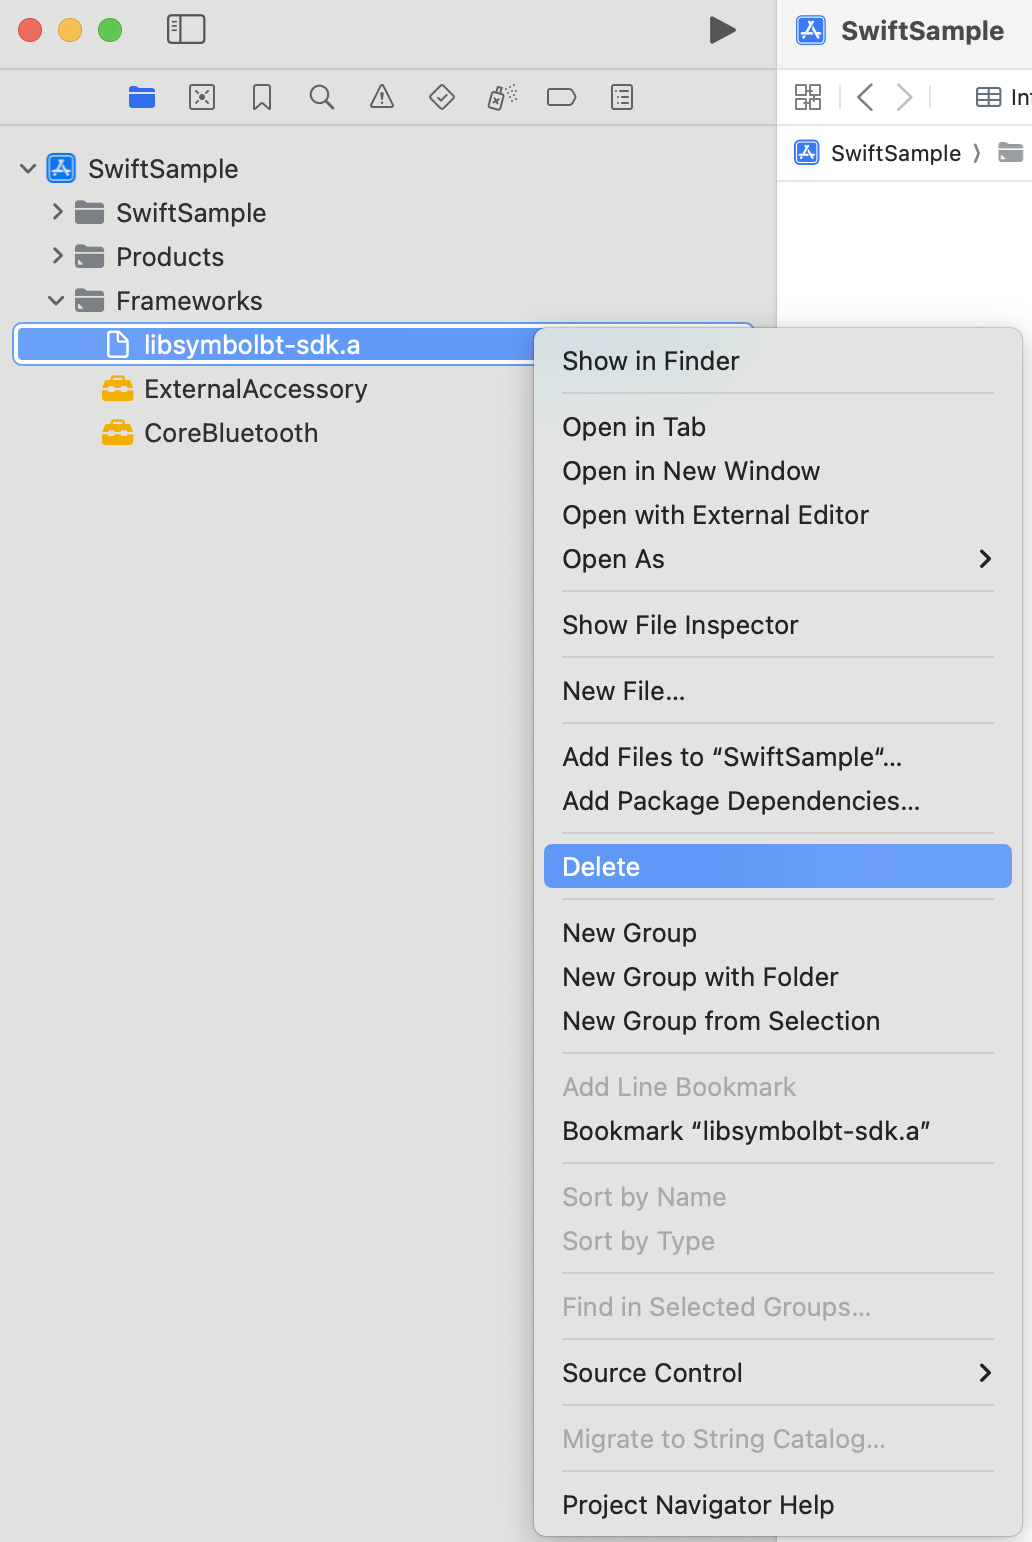 SwiftSample
SwiftSample
SwiftSample
SwiftSample
Products
Frameworks
libsymbolbt-sdk.a
ExternalAccessory
CoreBluetooth
Show in Finder
Open in Tab
Open in New Window
Open with External Editor
Open As
Show File Inspector
New File...
Add Files to “SwiftSample“...
Add Package Dependencies...
Delete
New Group
New Group with Folder
New Group from Selection
Add Line Bookmark
Bookmark “libsymbolbt-sdk.a”
Sort by Name
Sort by Type
Find in Selected Groups...
Source Control
Migrate to String Catalog...
Project Navigator Help